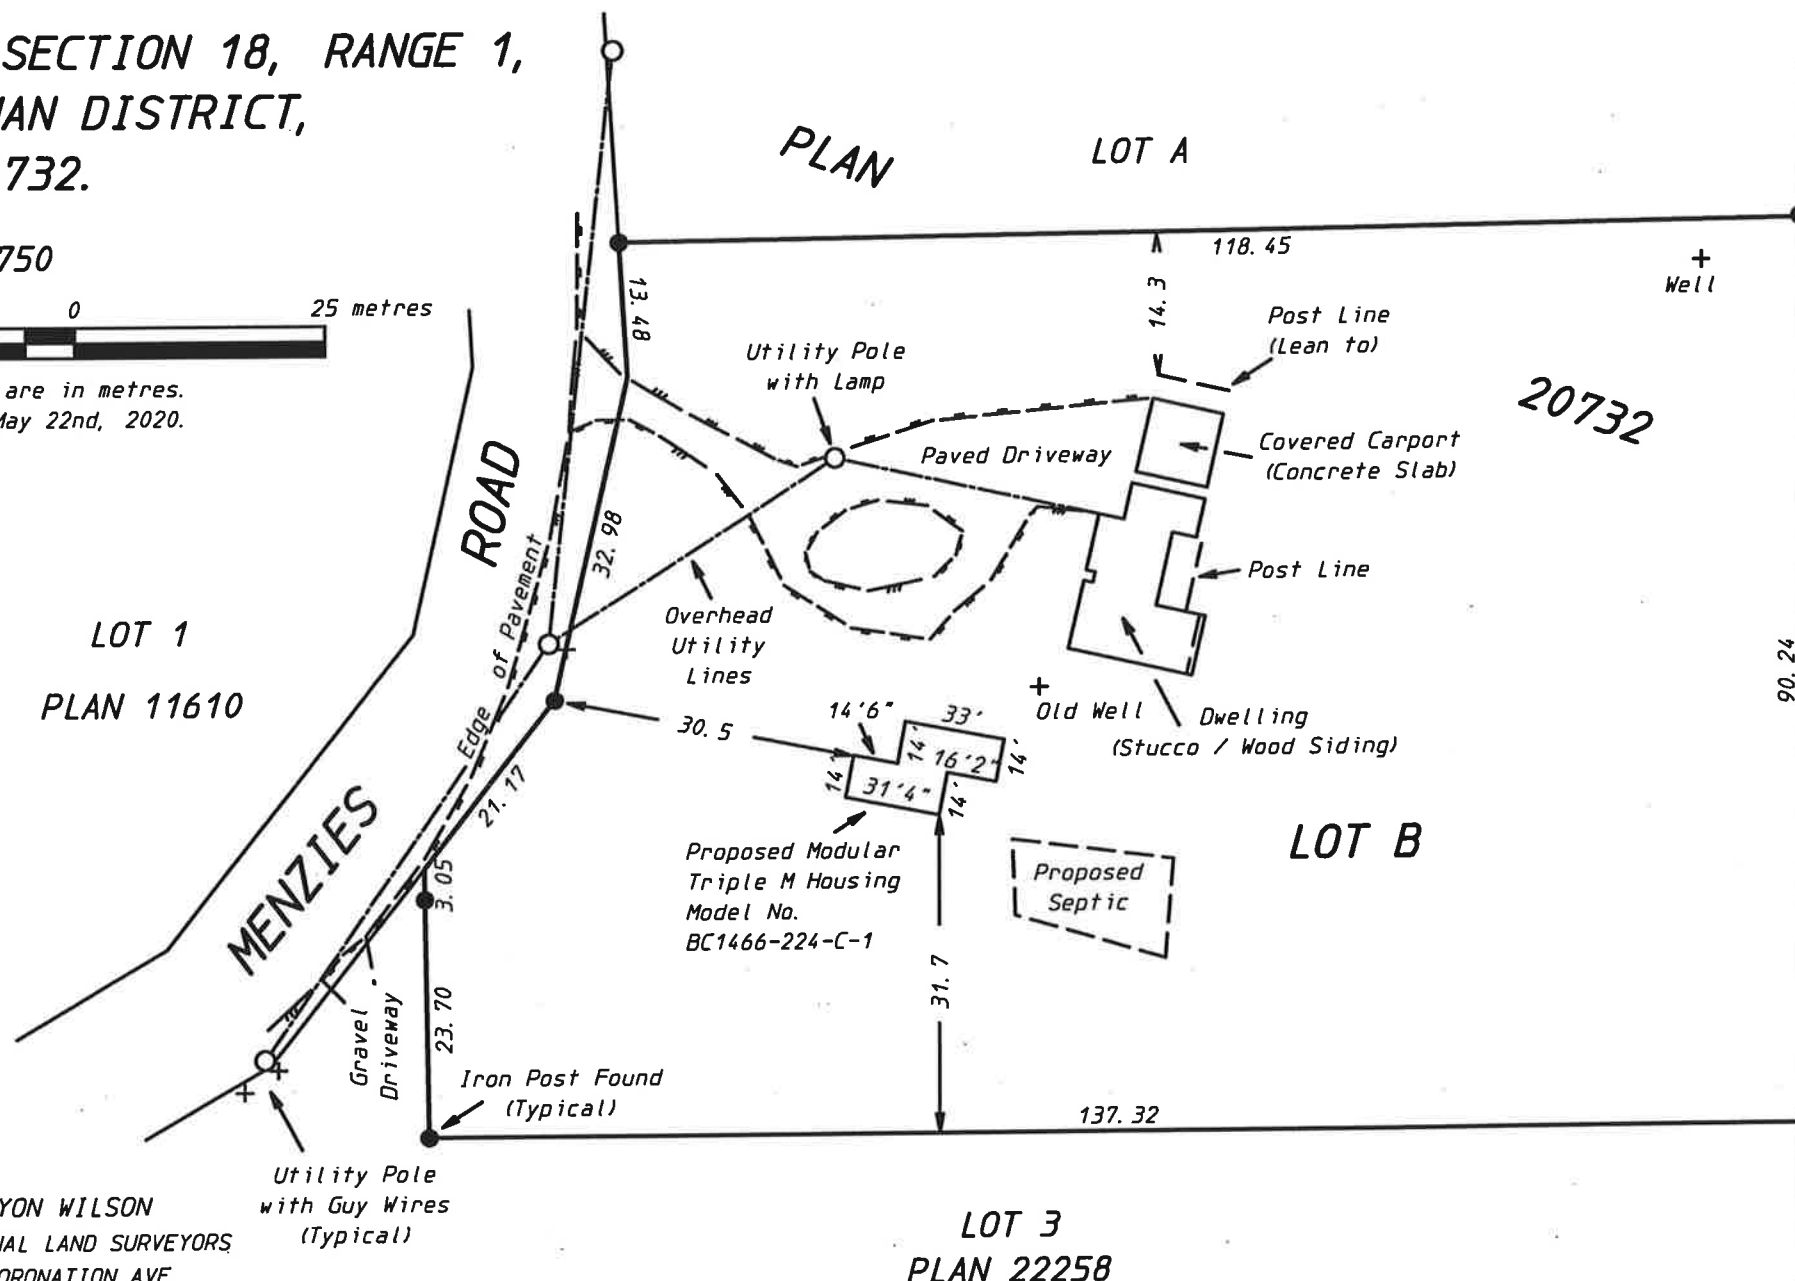 SECTION 18, RANGE 1,
DISTRICT,
732.
750
0
25 metres
are in metres.
May 22nd, 2020.
PLAN
LOT A
118.45
Well
13.48
14.3
Post Line
(Lean to)
Utility Pole
with Lamp
20732
Paved Driveway
Covered Carport
(Concrete Slab)
ROAD
32.98
Edge of Pavement
Post Line
LOT 1
PLAN 11610
Overhead
Utility
Lines
90.24
30.5
14'6"
33'
14'
16'2"
14'
14'
31'4"
14'
Old Well
Dwelling
(Stucco / Wood Siding)
21.17
MENZIES
3.05
Proposed Modular
Triple M Housing
Model No.
BC1466-224-C-1
Proposed
Septic
LOT B
31.7
23.70
Gravel
Driveway
Iron Post Found
(Typical)
137.32
Utility Pole
with Guy Wires
(Typical)
WILSON
LAND SURVEYORS
AVE
LOT 3
PLAN 22258